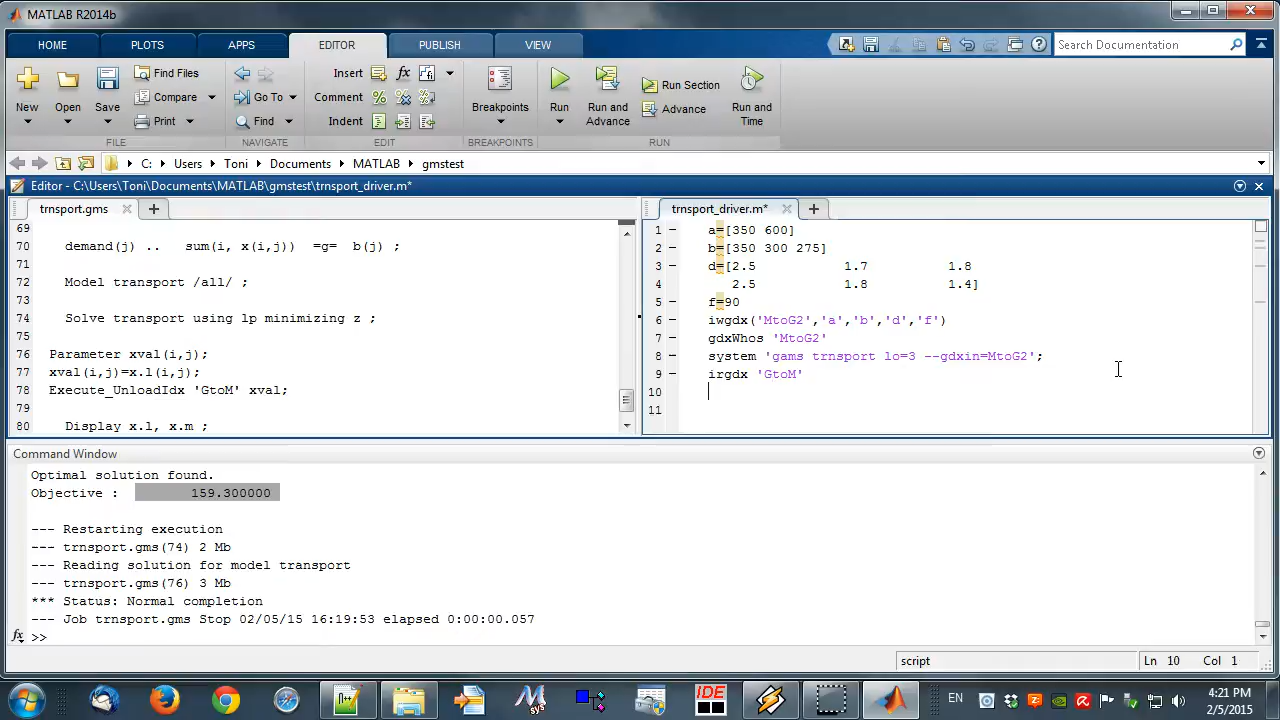 MATLAB R2014b
HOME PLOTS APPS EDITOR PUBLISH VIEW
Search Documentation
New Open Save
Find Files
Compare
Print
Go To
Find
Insert
Comment
Indent
Breakpoints
Run
Run and Advance
Run Section
Advance
Run and Time
FILE NAVIGATE EDIT BREAKPOINTS RUN
C: Users Toni Documents MATLAB gmstest
Editor - C:\Users\Toni\Documents\MATLAB\gmstest\trnsport_driver.m*
trnsport.gms
69
70 demand(j) .. sum(i, x(i,j)) =g= b(j) ;
71
72 Model transport /all/ ;
73
74 Solve transport using lp minimizing z ;
75
76 Parameter xval(i,j);
77 xval(i,j)=x.l(i,j);
78 Execute_UnloadIdx 'GtoM' xval;
79
80 Display x.l, x.m ;
trnsport_driver.m*
1 a=[350 600]
2 b=[350 300 275]
3 d=[2.5 1.7 1.8
4 2.5 1.8 1.4]
5 f=90
6 iwgdx('MtoG2','a','b','d','f')
7 gdxWhos 'MtoG2'
8 system 'gams trnsport lo=3 --gdxin=MtoG2';
9 irgdx 'GtoM'
10
11
Command Window
Optimal solution found.
Objective : 159.300000
--- Restarting execution
--- trnsport.gms(74) 2 Mb
--- Reading solution for model transport
--- trnsport.gms(76) 3 Mb
*** Status: Normal completion
--- Job trnsport.gms Stop 02/05/15 16:19:53 elapsed 0:00:00.057
fx >>
script Ln 10 Col 1
IDE
EN
4:21 PM
2/5/2015